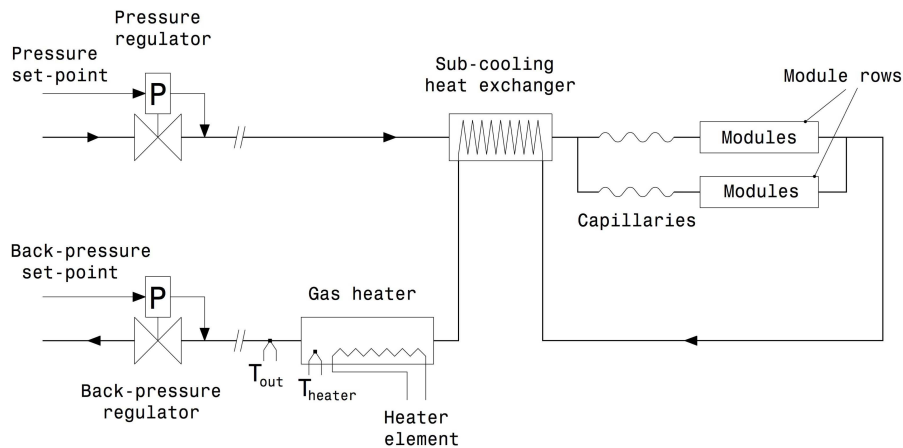 Pressure
regulator
Pressure
set-point
P
Sub-cooling
heat exchanger
Module rows
Modules
Modules
Capillaries
Back-pressure
set-point
P
Gas heater
Back-pressure
regulator
Tout
Theater
Heater
element